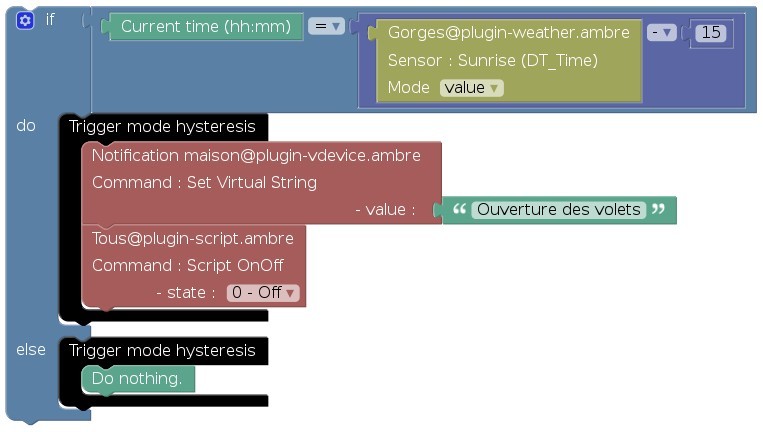 if Current time (hh:mm) = Gorges@plugin-weather.ambre - 15
Sensor : Sunrise (DT_Time)
Mode value
do Trigger mode hysteresis
Notification maison@plugin-vdevice.ambre
Command : Set Virtual String
- value : “ Ouverture des volets ”
Tous@plugin-script.ambre
Command : Script OnOff
- state : 0 - Off
else Trigger mode hysteresis
Do nothing.